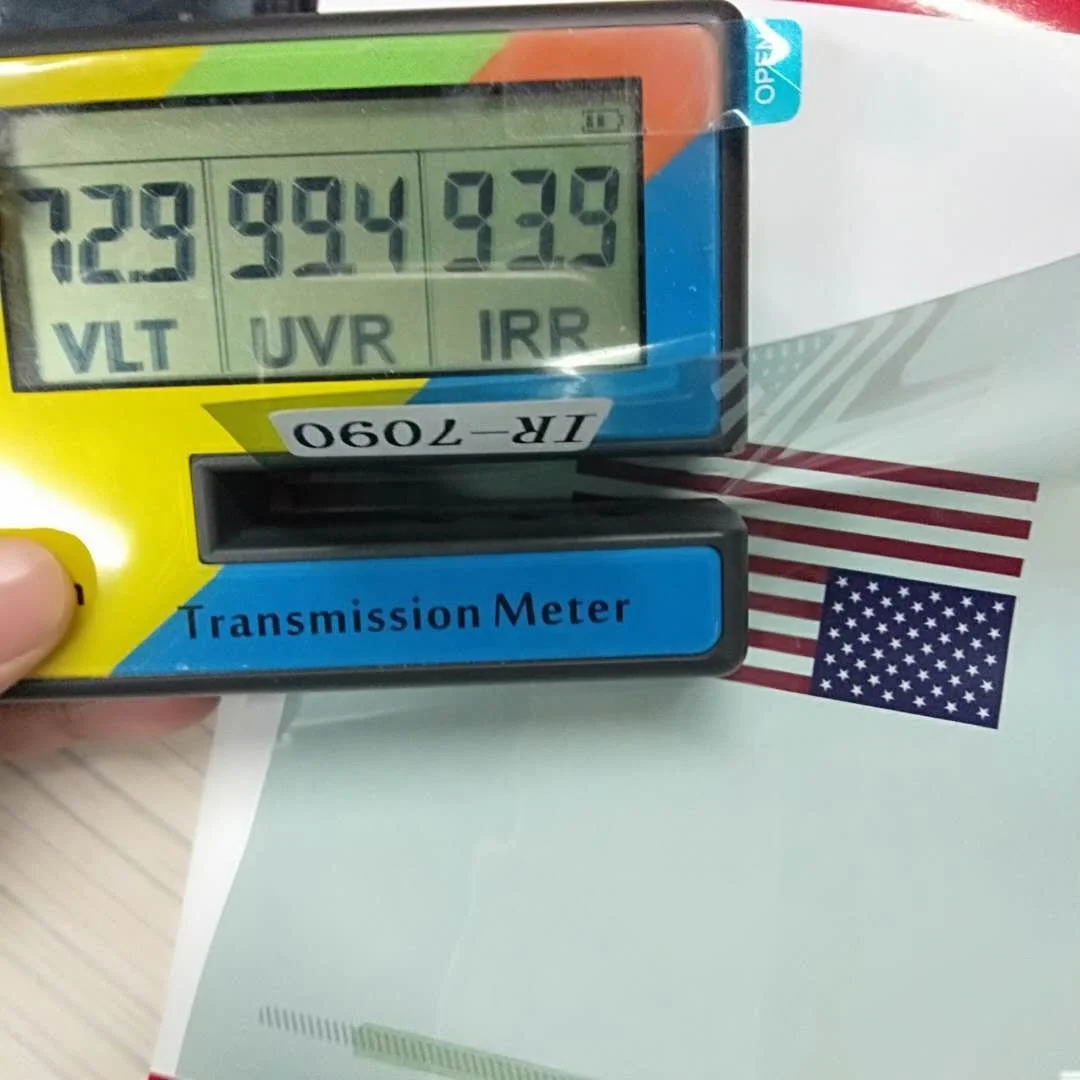 OPEN
72.9 99.4 93.9
VLT UVR IRR
IR-7090
Transmission Meter